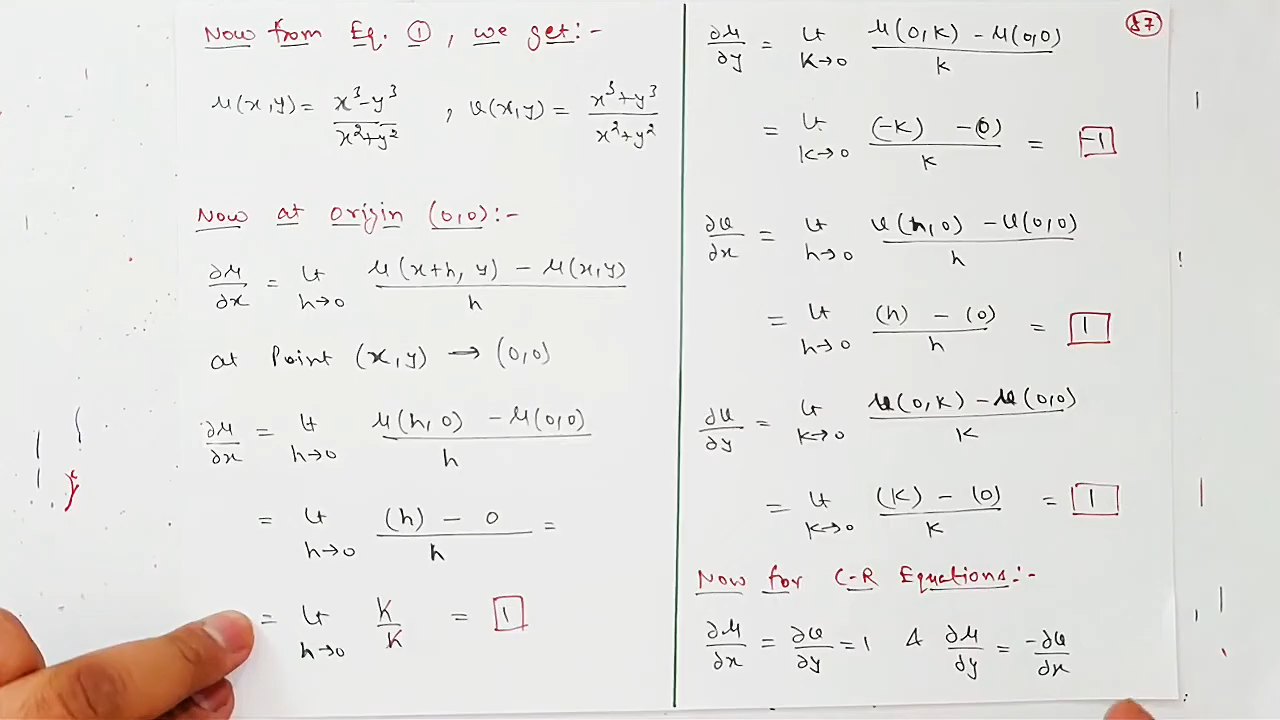 Now from Eq. ①, we get:-
u(x,y) = x³-y³ / x²+y² , v(x,y) = x³+y³ / x²+y²
Now at origin (0,0):-
∂u/∂x = Lt h→0 u(x+h, y) - u(x,y) / h
at Point (x,y) → (0,0)
∂u/∂x = Lt h→0 u(h,0) - u(0,0) / h
= Lt h→0 (h) - 0 / h =
= Lt h→0 K/K = 1
57
∂u/∂y = Lt k→0 u(0,k) - u(0,0) / k
= Lt k→0 (-k) - (0) / k = -1
∂v/∂x = Lt h→0 v(h,0) - v(0,0) / h
= Lt h→0 (h) - (0) / h = 1
∂v/∂y = Lt k→0 v(0,k) - v(0,0) / k
= Lt k→0 (k) - (0) / k = 1
Now for C-R Equations:-
∂u/∂x = ∂v/∂y = 1 & ∂u/∂y = -∂v/∂x